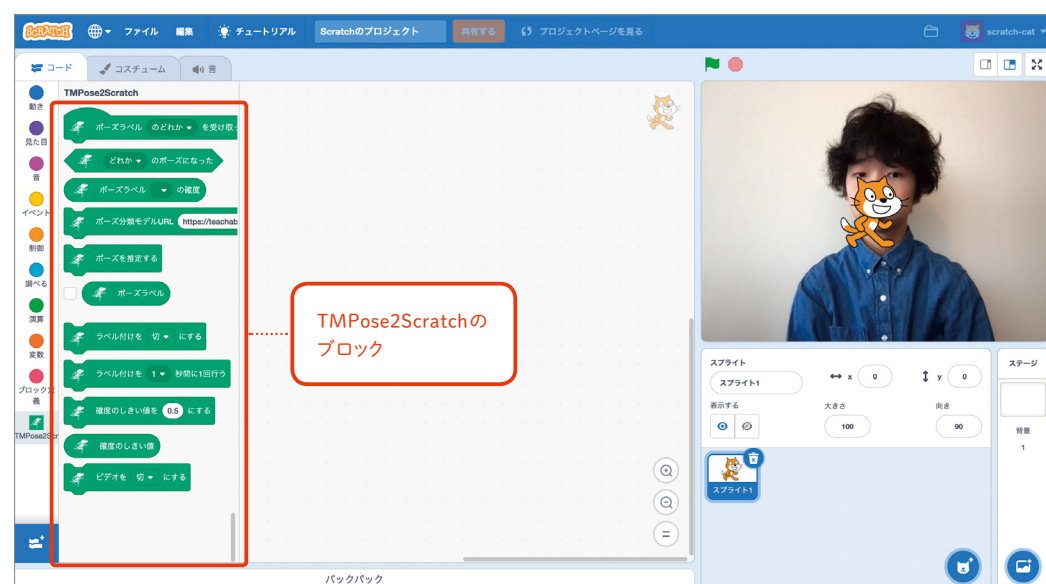 SCRATCH
ファイル 編集 チュートリアル Scratchのプロジェクト 共有する プロジェクトページを見る scratch-cat
コード コスチューム 音
動き
見た目
音
イベント
制御
調べる
演算
変数
ブロック定
義
TMPose2Scr
TMPose2Scratch
ポーズラベル のどれか を受け取っ
どれか のポーズになった
ポーズラベル の確度
ポーズ分類モデルURL https://teachab
ポーズを推定する
ポーズラベル
ラベル付けを 切 にする
ラベル付けを 1 秒間に1回行う
確度のしきい値を 0.5 にする
確度のしきい値
ビデオを 切 にする
TMPose2Scratchの
ブロック
スプライト
スプライト1
x 0 y 0
表示する 大きさ 向き
100 90
スプライト1
ステージ
背景
1
バックパック